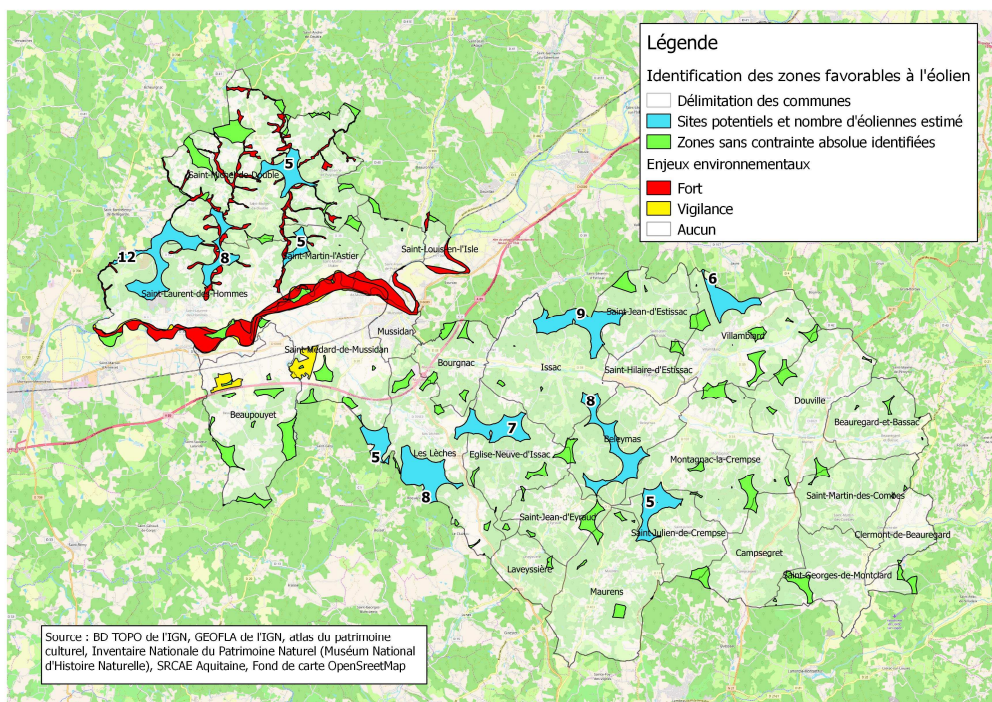 Légende
Identification des zones favorables à l'éolien
Délimitation des communes
Sites potentiels et nombre d'éoliennes estimé
Zones sans contrainte absolue identifiées
Enjeux environnementaux
Fort
Vigilance
Aucun
5
Saint-Michel-de-Double
5
Saint-Martin-l'Astier
Saint-Louis-en-l'Isle
12
8
Saint-Laurent-des-Hommes
6
9
Saint-Jean-d'Estissac
Villamblard
Mussidan
Saint-Médard-de-Mussidan
Bourgnac
Issac
Saint-Hilaire-d'Estissac
8
Douville
Beaupouyet
Beauregard-et-Bassac
7
Beleymas
5
Les Lèches
Eglise-Neuve-d'Issac
Montagnac-la-Crempse
8
5
Saint-Martin-des-Combes
Saint-Jean-d'Eyraud
Saint-Julien-de-Crempse
Clermont-de-Beauregard
Campsegret
Laveyssière
Saint-Georges-de-Montclard
Maurens
Source : BD TOPO de l'IGN, GEOFLA de l'IGN, atlas du patrimoine
culturel, Inventaire Nationale du Patrimoine Naturel (Muséum National
d'Histoire Naturelle), SRCAE Aquitaine, Fond de carte OpenSreetMap